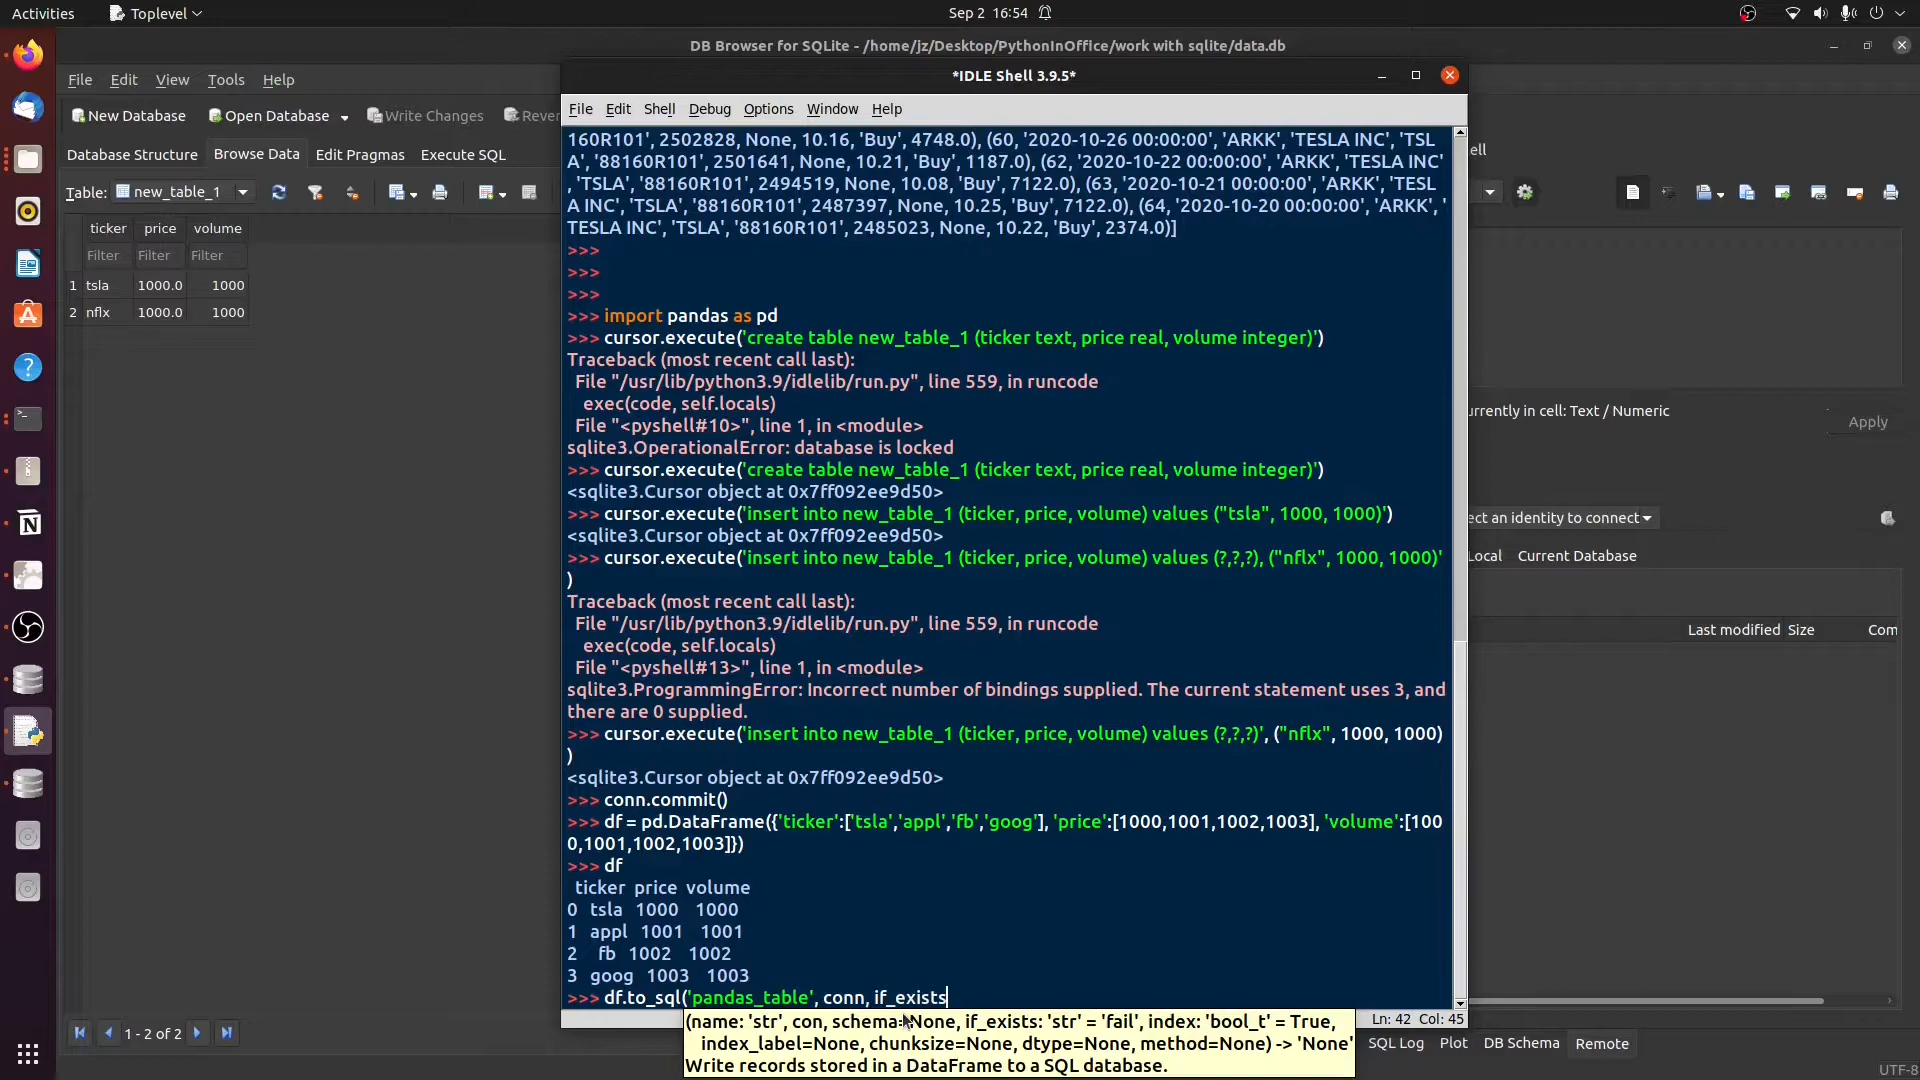 Activities
Toplevel
Sep 2 16:54
DB Browser for SQLite - /home/jz/Desktop/PythonInOffice/work with sqlite/data.db
File Edit View Tools Help
New Database Open Database Write Changes Rever
Database Structure Browse Data Edit Pragmas Execute SQL
Table: new_table_1
ticker price volume
Filter Filter Filter
1 tsla 1000.0 1000
2 nflx 1000.0 1000
1 - 2 of 2
*IDLE Shell 3.9.5*
File Edit Shell Debug Options Window Help
160R101', 2502828, None, 10.16, 'Buy', 4748.0), (60, '2020-10-26 00:00:00', 'ARKK', 'TESLA INC', 'TSL
A', '88160R101', 2501641, None, 10.21, 'Buy', 1187.0), (62, '2020-10-22 00:00:00', 'ARKK', 'TESLA INC'
, 'TSLA', '88160R101', 2494519, None, 10.08, 'Buy', 7122.0), (63, '2020-10-21 00:00:00', 'ARKK', 'TESL
A INC', 'TSLA', '88160R101', 2487397, None, 10.25, 'Buy', 7122.0), (64, '2020-10-20 00:00:00', 'ARKK', '
TESLA INC', 'TSLA', '88160R101', 2485023, None, 10.22, 'Buy', 2374.0)]
>>>
>>>
>>>
>>> import pandas as pd
>>> cursor.execute('create table new_table_1 (ticker text, price real, volume integer)')
Traceback (most recent call last):
File "/usr/lib/python3.9/idlelib/run.py", line 559, in runcode
exec(code, self.locals)
File "<pyshell#10>", line 1, in <module>
sqlite3.OperationalError: database is locked
>>> cursor.execute('create table new_table_1 (ticker text, price real, volume integer)')
<sqlite3.Cursor object at 0x7ff092ee9d50>
>>> cursor.execute('insert into new_table_1 (ticker, price, volume) values ("tsla", 1000, 1000)')
<sqlite3.Cursor object at 0x7ff092ee9d50>
>>> cursor.execute('insert into new_table_1 (ticker, price, volume) values (?,?,?), ("nflx", 1000, 1000)'
)
Traceback (most recent call last):
File "/usr/lib/python3.9/idlelib/run.py", line 559, in runcode
exec(code, self.locals)
File "<pyshell#13>", line 1, in <module>
sqlite3.ProgrammingError: Incorrect number of bindings supplied. The current statement uses 3, and
there are 0 supplied.
>>> cursor.execute('insert into new_table_1 (ticker, price, volume) values (?,?,?)', ("nflx", 1000, 1000)
)
<sqlite3.Cursor object at 0x7ff092ee9d50>
>>> conn.commit()
>>> df = pd.DataFrame({'ticker':['tsla','appl','fb','goog'], 'price':[1000,1001,1002,1003], 'volume':[100
0,1001,1002,1003]})
>>> df
ticker price volume
0 tsla 1000 1000
1 appl 1001 1001
2 fb 1002 1002
3 goog 1003 1003
>>> df.to_sql('pandas_table', conn, if_exists
(name: 'str', con, schema=None, if_exists: 'str' = 'fail', index: 'bool_t' = True,
index_label=None, chunksize=None, dtype=None, method=None) -> 'None'
Write records stored in a DataFrame to a SQL database.
Ln: 42 Col: 45
ell
urrently in cell: Text / Numeric
Apply
ect an identity to connect
Local Current Database
Last modified Size Com
SQL Log Plot DB Schema Remote
UTF-8